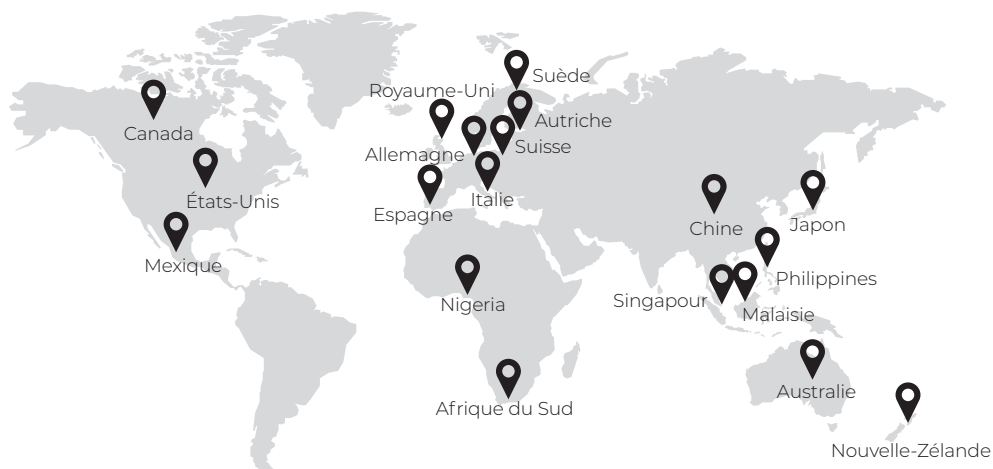 Suède
Royaume-Uni
Autriche
Canada
Suisse
Allemagne
États-Unis
Italie
Espagne
Japon
Chine
Mexique
Philippines
Singapour
Nigeria
Malaisie
Australie
Afrique du Sud
Nouvelle-Zélande